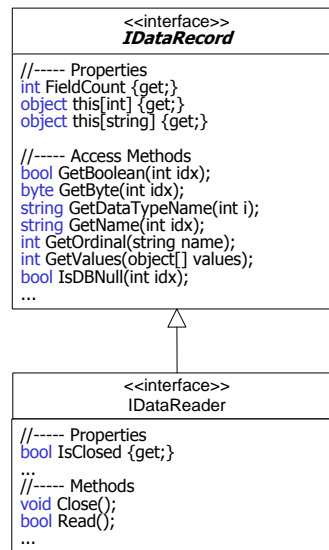 <<interface>>
IDataRecord
//----- Properties
int FieldCount {get;}
object this[int] {get;}
object this[string] {get;}
//----- Access Methods
bool GetBoolean(int idx);
byte GetByte(int idx);
string GetDataTypeName(int i);
string GetName(int idx);
int GetOrdinal(string name);
int GetValues(object[] values);
bool IsDBNull(int idx);
...
<<interface>>
IDataReader
//----- Properties
bool IsClosed {get;}
...
//----- Methods
void Close();
bool Read();
...